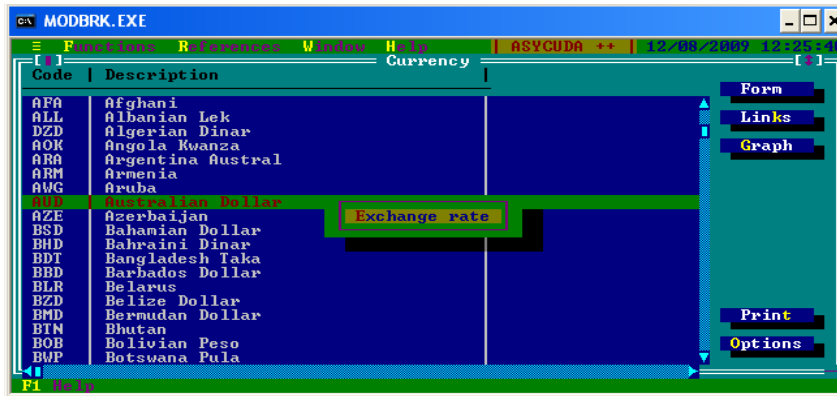 MODBRK.EXE
Functions References Window Help ASYCUDA ++ 12/08/2009 12:25:40
Currency
Code | Description
Form
AFA Afghani
ALL Albanian Lek
Links
DZD Algerian Dinar
AOK Angola Kwanza
Graph
ARA Argentina Austral
ARM Armenia
AWG Aruba
AUD Australian Dollar
AZE Azerbaijan
Exchange rate
BSD Bahamian Dollar
BHD Bahraini Dinar
BDT Bangladesh Taka
BBD Barbados Dollar
BLR Belarus
BZD Belize Dollar
BMD Bermudan Dollar
Print
BTN Bhutan
BOB Bolivian Peso
Options
BWP Botswana Pula
F1 Help